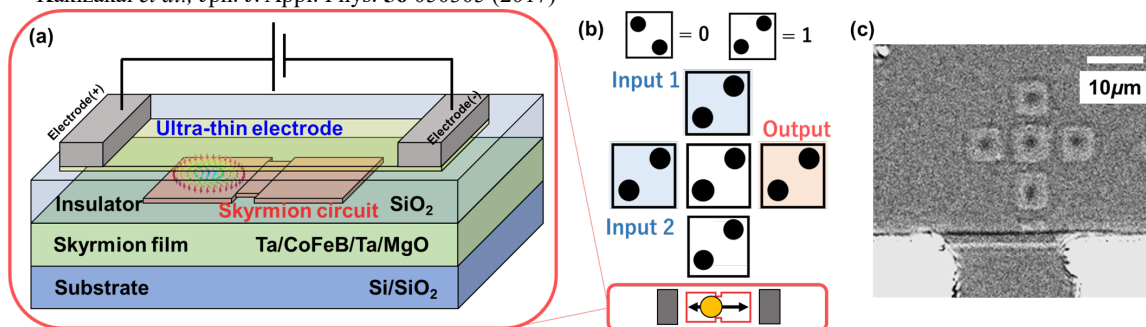 Kakizakai et al., Jpn. J. Appl. Phys. 56 050305 (2017)
(a)
Electrode(+)
Electrode(-)
Ultra-thin electrode
Skyrmion circuit
Insulator
SiO₂
Skyrmion film
Ta/CoFeB/Ta/MgO
Substrate
Si/SiO₂
(b)
= 0
= 1
Input 1
Output
Input 2
(c)
10μm